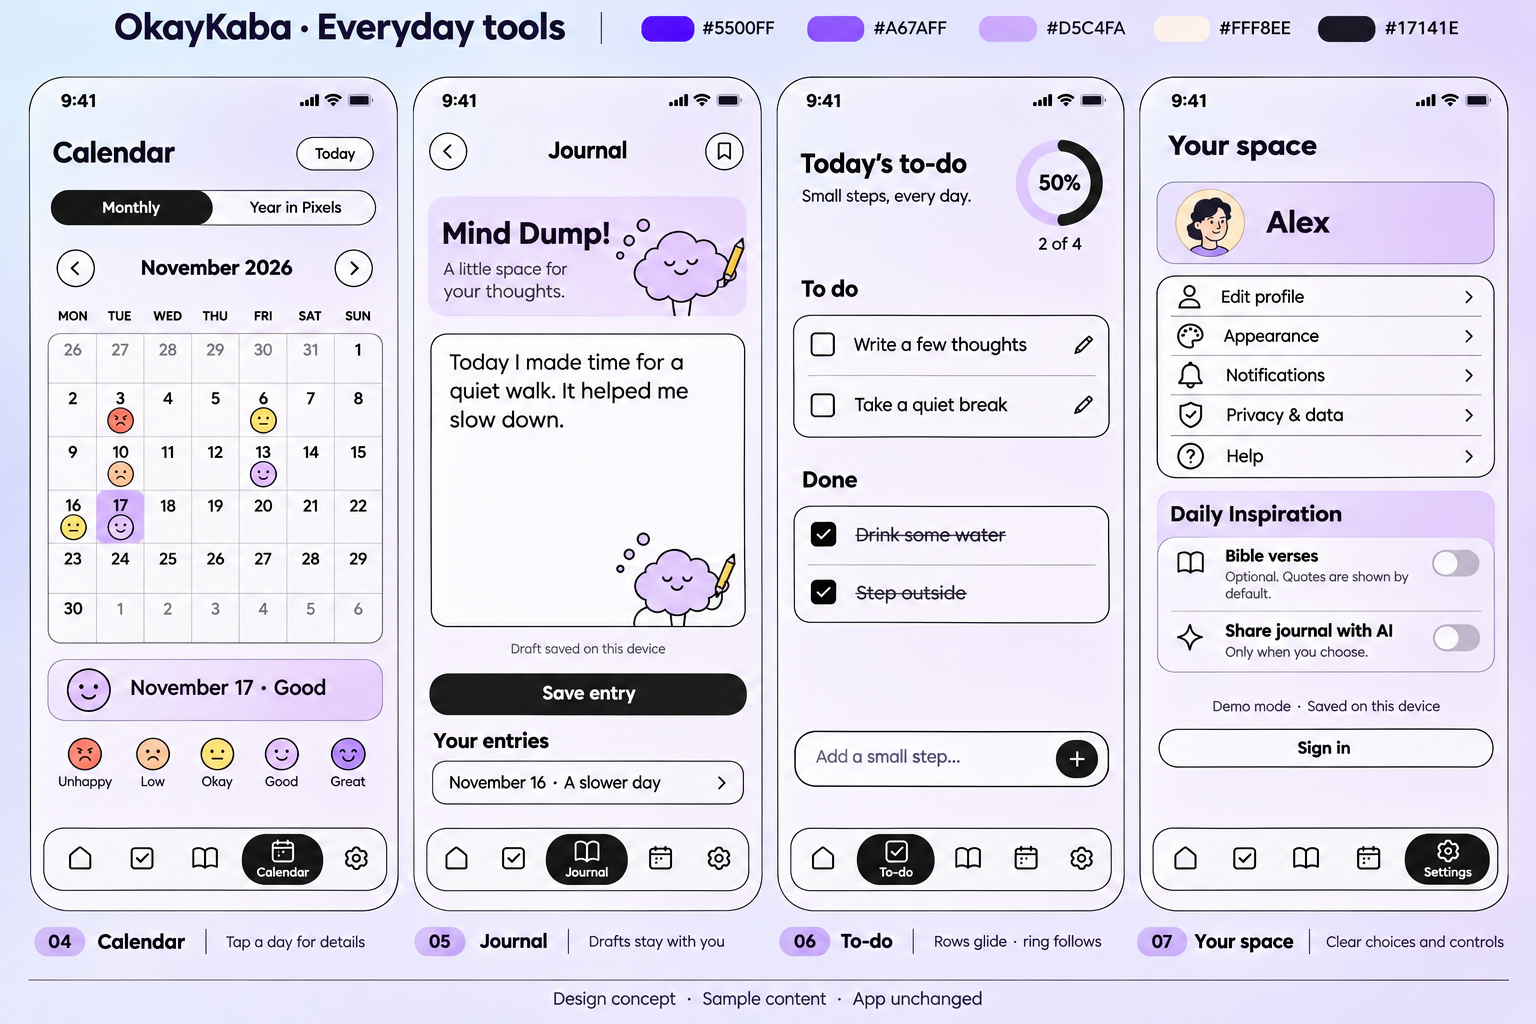 OkayKaba · Everyday tools
#5500FF
#A67AFF
#D5C4FA
#FFF8EE
#17141E
9:41
Calendar
Today
Monthly
Year in Pixels
November 2026
MON TUE WED THU FRI SAT SUN
26 27 28 29 30 31 1
2 3 4 5 6 7 8
9 10 11 12 13 14 15
16 17 18 19 20 21 22
23 24 25 26 27 28 29
30 1 2 3 4 5 6
November 17 · Good
Unhappy Low Okay Good Great
Calendar
04 Calendar
Tap a day for details
9:41
Journal
Mind Dump!
A little space for
your thoughts.
Today I made time for a
quiet walk. It helped me
slow down.
Draft saved on this device
Save entry
Your entries
November 16 · A slower day
Journal
05 Journal
Drafts stay with you
9:41
Today's to-do
Small steps, every day.
50%
2 of 4
To do
Write a few thoughts
Take a quiet break
Done
Drink some water
Step outside
Add a small step...
To-do
06 To-do
Rows glide · ring follows
9:41
Your space
Alex
Edit profile
Appearance
Notifications
Privacy & data
Help
Daily Inspiration
Bible verses
Optional. Quotes are shown by
default.
Share journal with AI
Only when you choose.
Demo mode · Saved on this device
Sign in
Settings
07 Your space
Clear choices and controls
Design concept · Sample content · App unchanged